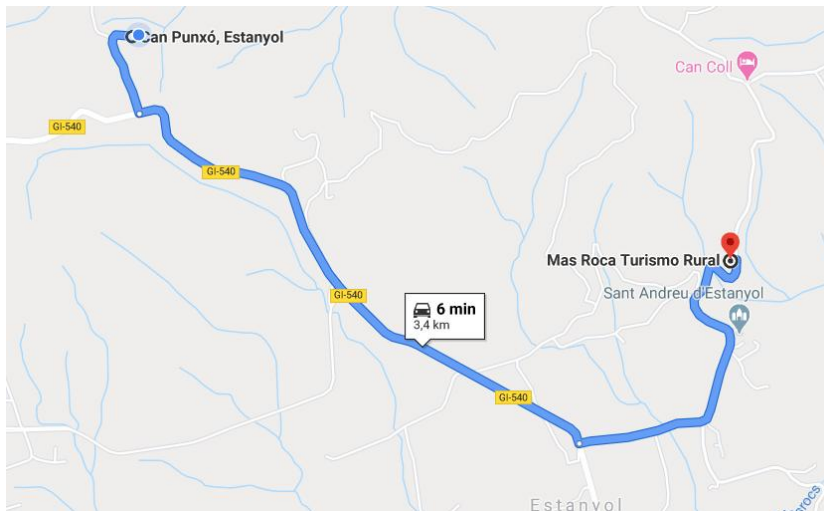 Can Punxó, Estanyol
Can Coll
GI-540
GI-540
Mas Roca Turismo Rural
GI-540
Sant Andreu d'Estanyol
6 min
3,4 km
GI-540
Estanyol